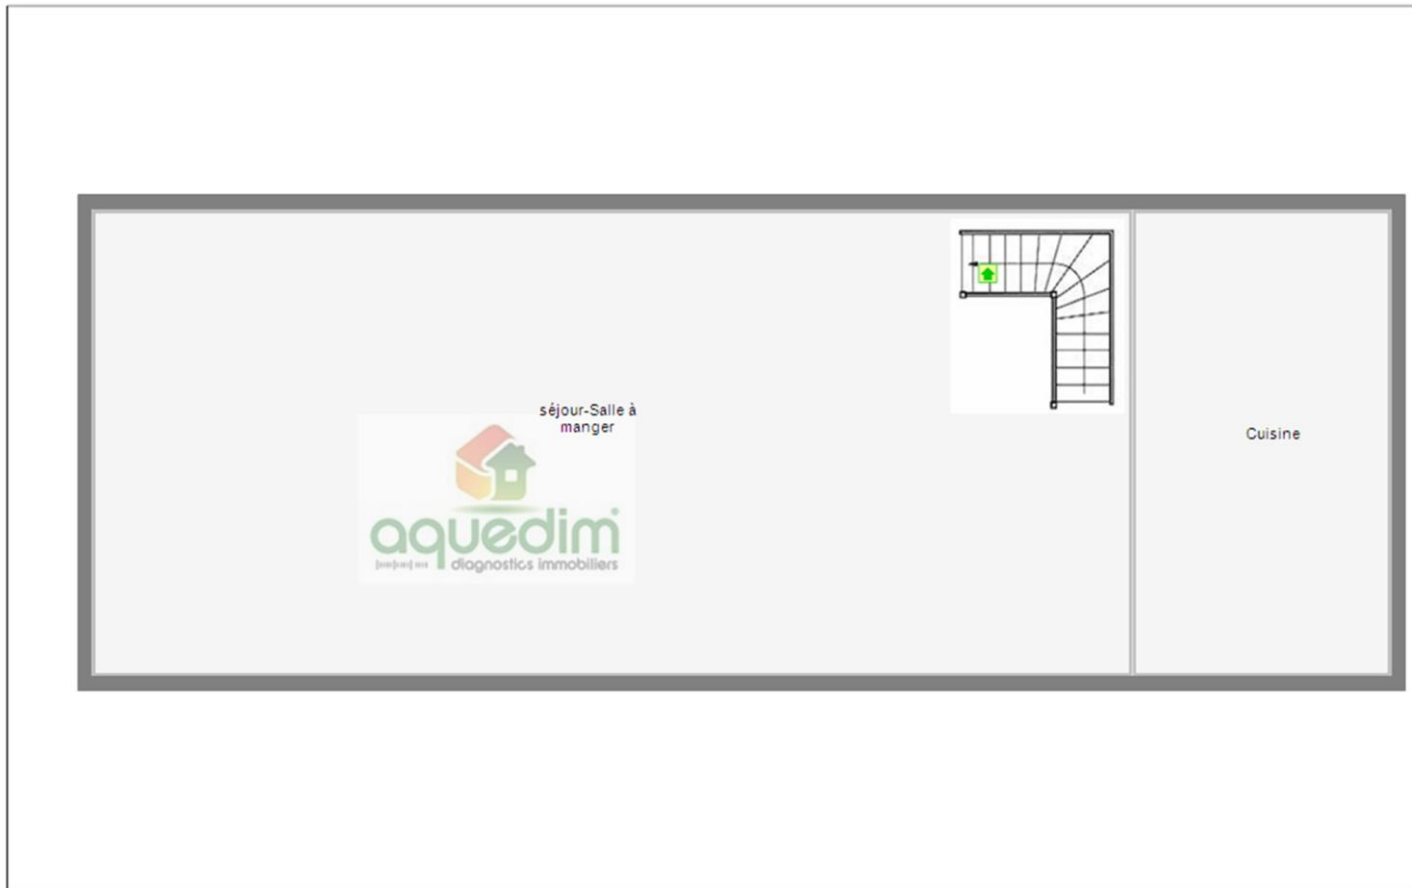 séjour-Salle à
manger
Cuisine
aquedim
diagnostics immobiliers